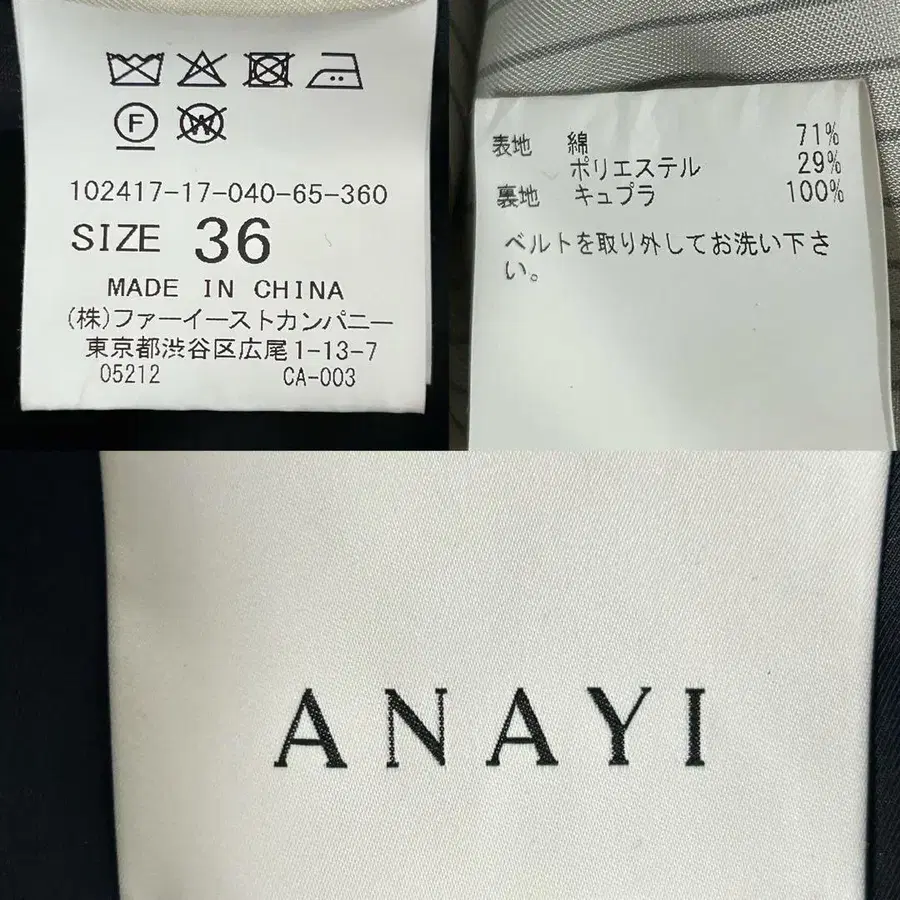 F W
102417-17-040-65-360
SIZE 36
MADE IN CHINA
(株)ファーイーストカンパニー
東京都渋谷区広尾1-13-7
05212 CA-003
表地 綿 71%
ポリエステル 29%
裏地 キュプラ 100%
ベルトを取り外してお洗い下さ
い。
ANAYI